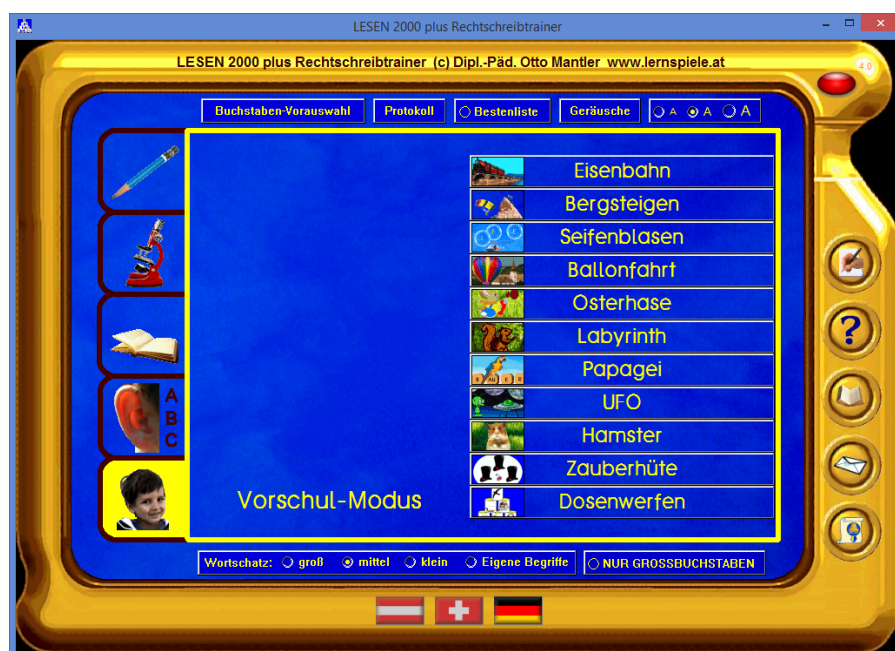 LESEN 2000 plus Rechtschreibtrainer
LESEN 2000 plus Rechtschreibtrainer (c) Dipl.-Päd. Otto Mantler www.lernspiele.at
4.0
Buchstaben-Vorauswahl Protokoll Bestenliste Geräusche A A A
Eisenbahn
Bergsteigen
Seifenblasen
Ballonfahrt
Osterhase
Labyrinth
Papagei
UFO
Hamster
Zauberhüte
Dosenwerfen
A
B
C
Vorschul-Modus
Wortschatz: groß mittel klein Eigene Begriffe NUR GROSSBUCHSTABEN
?